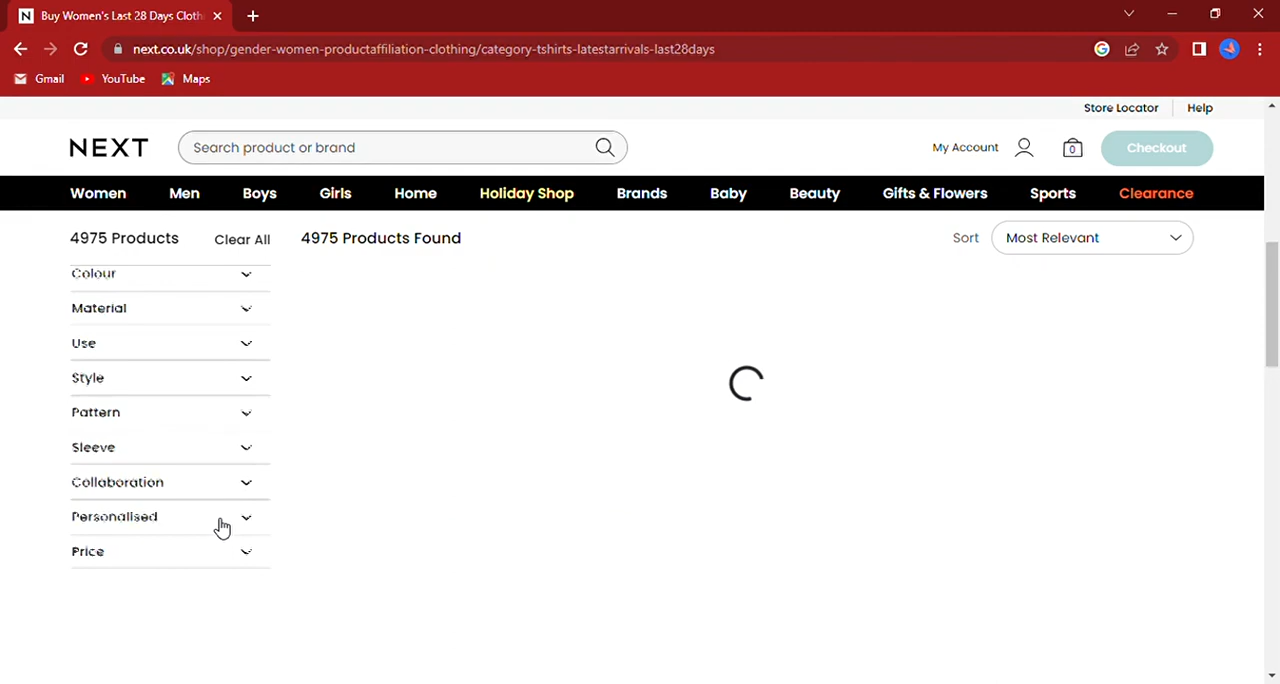 Buy Women's Last 28 Days Cloth
next.co.uk/shop/gender-women-productaffiliation-clothing/category-tshirts-latestarrivals-last28days
Gmail YouTube Maps
Store Locator Help
NEXT Search product or brand My Account 0 Checkout
Women Men Boys Girls Home Holiday Shop Brands Baby Beauty Gifts & Flowers Sports Clearance
4975 Products Clear All 4975 Products Found Sort Most Relevant
Colour
Material
Use
Style
Pattern
Sleeve
Collaboration
Personalised
Price